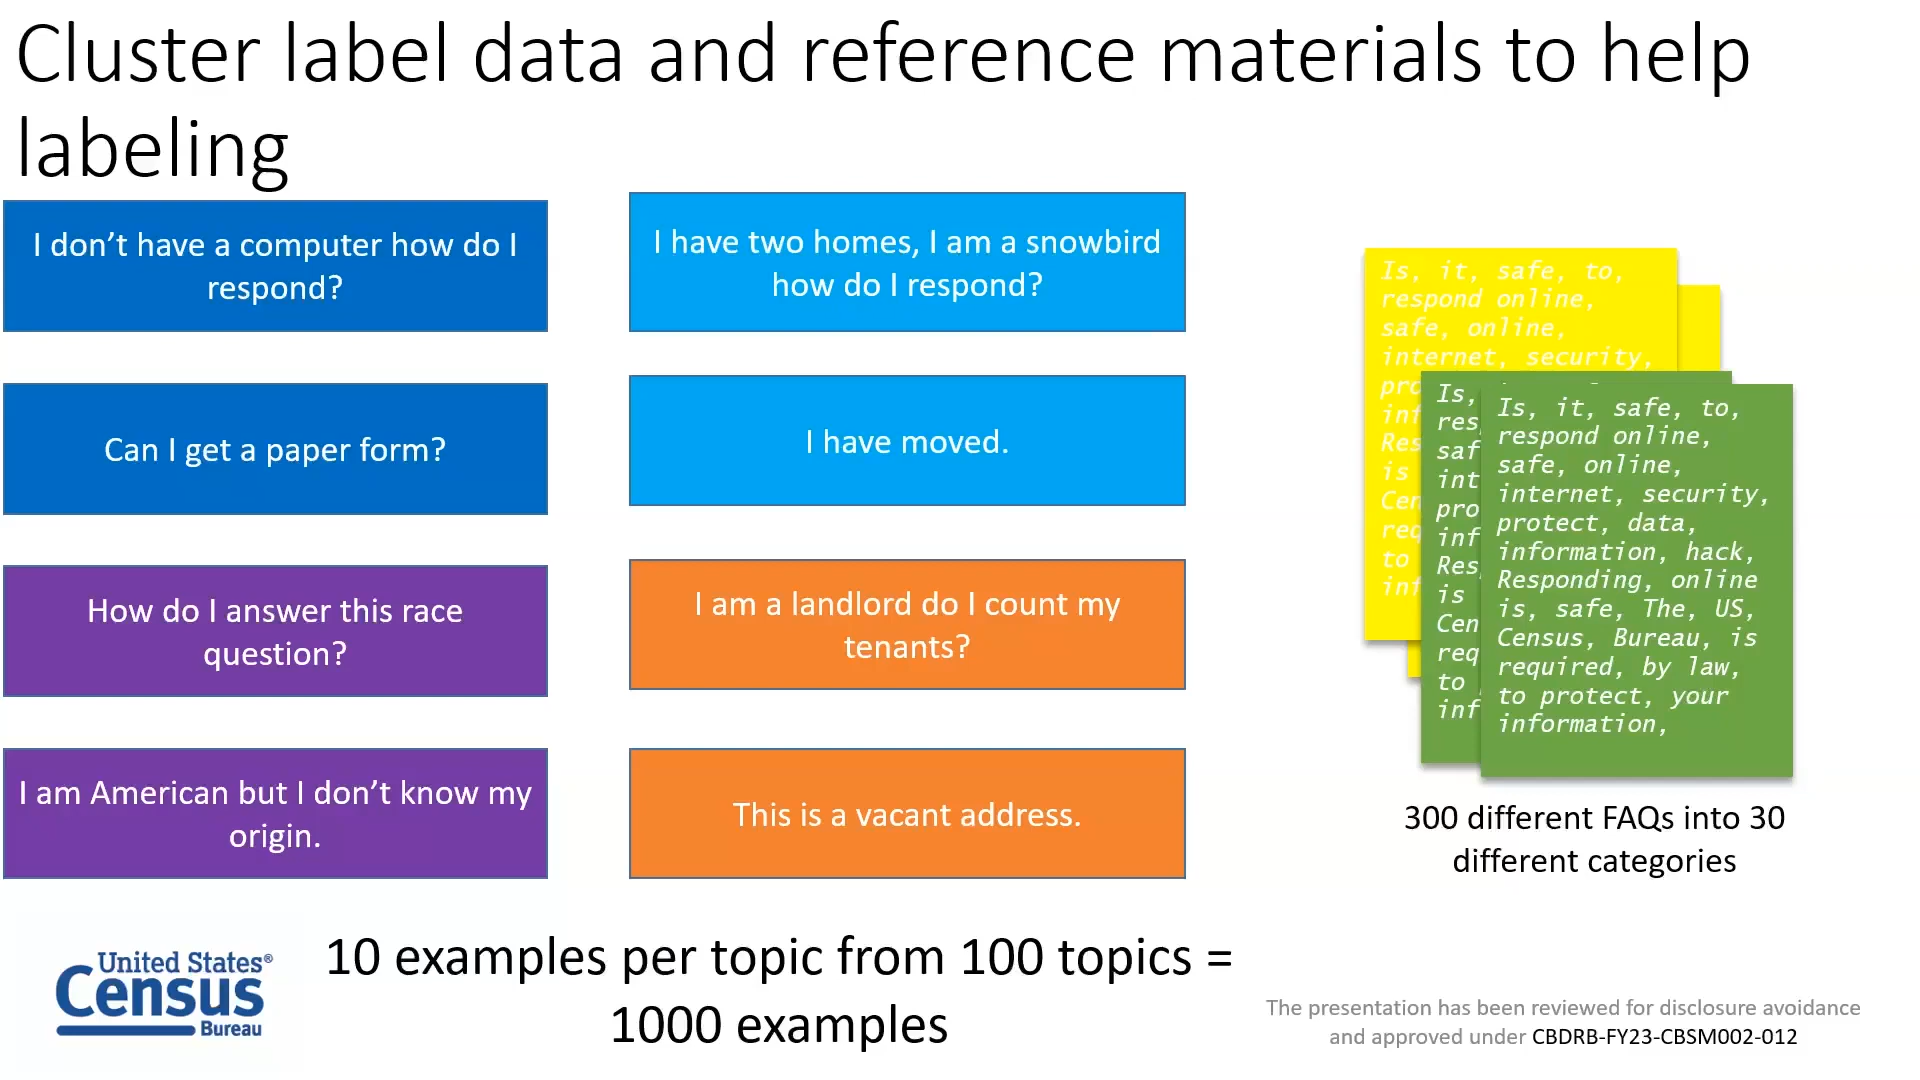 Cluster label data and reference materials to help
labeling
I don’t have a computer how do I
respond?
I have two homes, I am a snowbird
how do I respond?
Can I get a paper form?
I have moved.
How do I answer this race
question?
I am a landlord do I count my
tenants?
I am American but I don’t know my
origin.
This is a vacant address.
Is, it, safe, to,
respond online,
safe, online,
internet, security,
Is, it, safe, to,
respond online,
safe, online,
internet, security,
protect, data,
information, hack,
Responding, online
is, safe, The, US,
Census, Bureau, is
required, by law,
to protect, your
information,
300 different FAQs into 30
different categories
10 examples per topic from 100 topics =
1000 examples
United States®
Census
Bureau
The presentation has been reviewed for disclosure avoidance
and approved under CBDRB-FY23-CBSM002-012